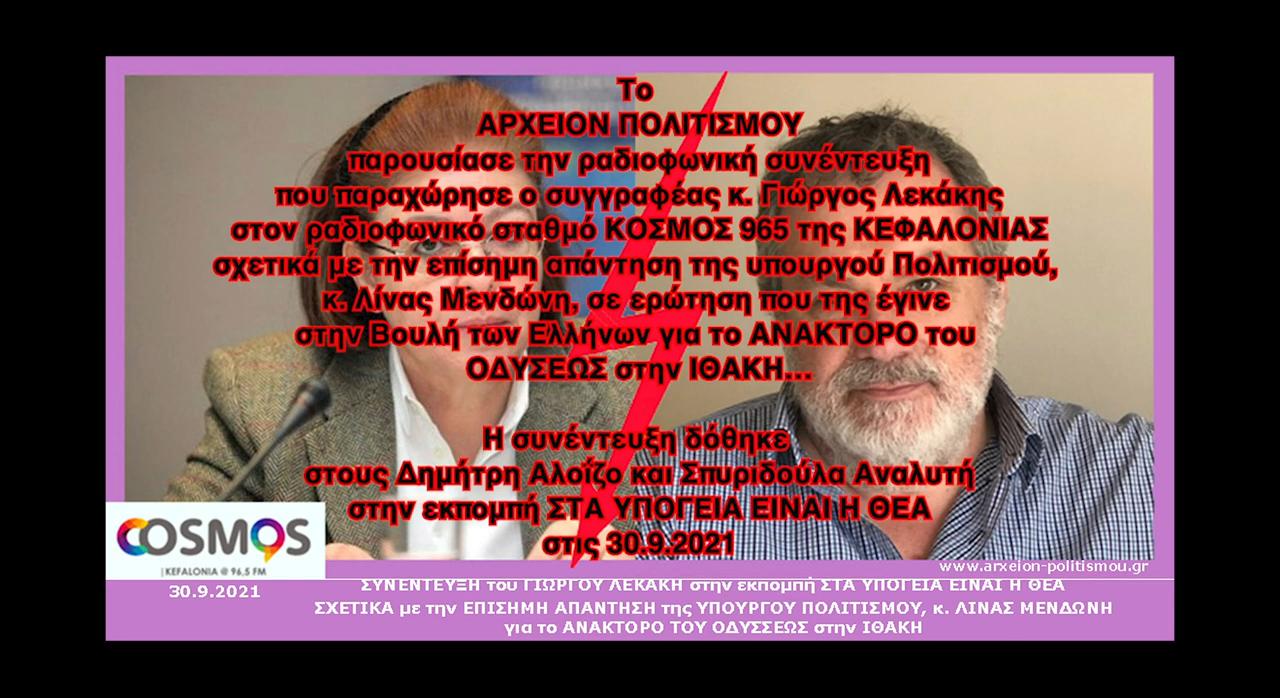 Το
ΑΡΧΕΙΟΝ ΠΟΛΙΤΙΣΜΟΥ
παρουσίασε την ραδιοφωνική συνέντευξη
που παραχώρησε ο συγγραφέας κ. Γιώργος Λεκάκης
στον ραδιοφωνικό σταθμό ΚΟΣΜΟΣ 965 της ΚΕΦΑΛΟΝΙΑΣ
σχετικά με την επίσημη απάντηση της υπουργού Πολιτισμού,
κ. Λίνας Μενδώνη, σε ερώτηση που της έγινε
στην Βουλή των Ελλήνων για το ΑΝΑΚΤΟΡΟ του
ΟΔΥΣΕΩΣ στην ΙΘΑΚΗ...
Η συνέντευξη δόθηκε
στους Δημήτρη Αλοΐζο και Σπυριδούλα Αναλυτή
στην εκπομπή ΣΤΑ ΥΠΟΓΕΙΑ ΕΙΝΑΙ Η ΘΕΑ
στις 30.9.2021
COSMOS
| KEFALONIA @ 96,5 FM
www.arxeion-politismou.gr
30.9.2021
ΣΥΝΕΝΤΕΥΞΗ του ΓΙΩΡΓΟΥ ΛΕΚΑΚΗ στην εκπομπή ΣΤΑ ΥΠΟΓΕΙΑ ΕΙΝΑΙ Η ΘΕΑ
ΣΧΕΤΙΚΑ με την ΕΠΙΣΗΜΗ ΑΠΑΝΤΗΣΗ της ΥΠΟΥΡΓΟΥ ΠΟΛΙΤΙΣΜΟΥ, κ. ΛΙΝΑΣ ΜΕΝΔΩΝΗ
για το ΑΝΑΚΤΟΡΟ ΤΟΥ ΟΔΥΣΣΕΩΣ στην ΙΘΑΚΗ